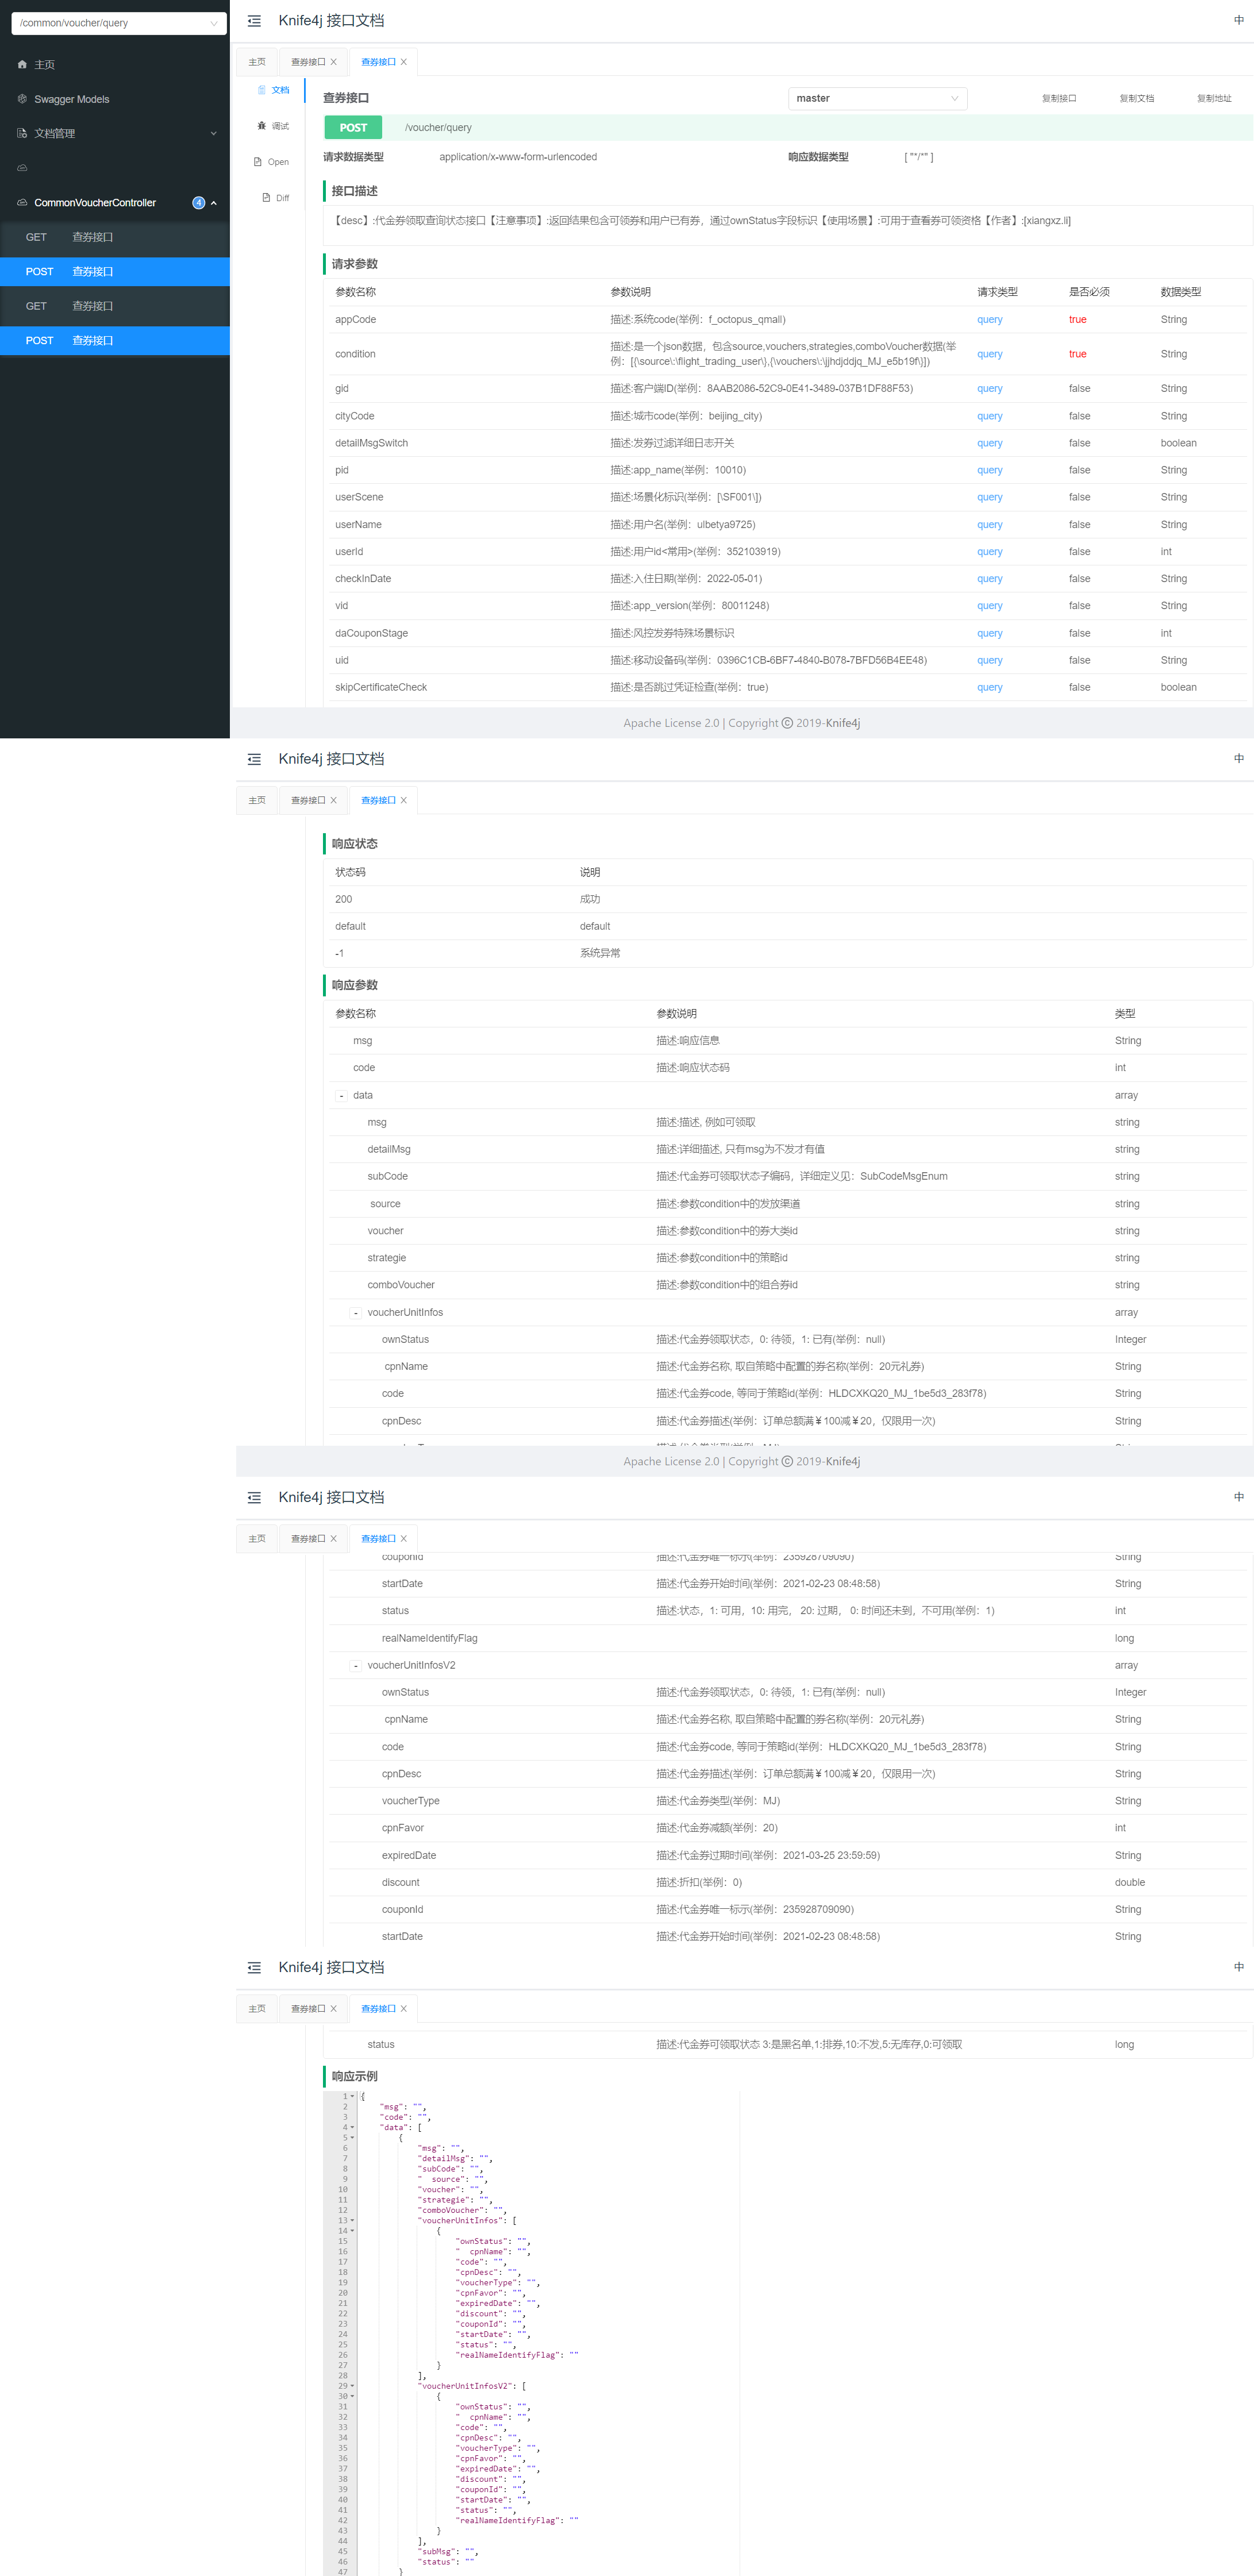 /common/voucher/query
主页
Swagger Models
文档管理
CommonVoucherController 4
GET 查券接口
POST 查券接口
GET 查券接口
POST 查券接口
Knife4j 接口文档 中
主页 查券接口 查券接口
文档
调试
Open
Diff
查券接口 master 复制接口 复制文档 复制地址
POST /voucher/query
请求数据类型 application/x-www-form-urlencoded 响应数据类型 [ "*/*" ]
接口描述
【desc】:代金券领取查询状态接口【注意事项】:返回结果包含可领券和用户已有券，通过ownStatus字段标识【使用场景】:可用于查看券可领资格【作者】:[xiangxz.li]
请求参数
参数名称 参数说明 请求类型 是否必须 数据类型
appCode 描述:系统code(举例：f_octopus_qmall) query true String
condition 描述:是一个json数据，包含source,vouchers,strategies,comboVoucher数据(举
例：[{\source\:\flight_trading_user\},{\vouchers\:\jjhdjddjq_MJ_e5b19f\}]) query true String
gid 描述:客户端ID(举例：8AAB2086-52C9-0E41-3489-037B1DF88F53) query false String
cityCode 描述:城市code(举例：beijing_city) query false String
detailMsgSwitch 描述:发券过滤详细日志开关 query false boolean
pid 描述:app_name(举例：10010) query false String
userScene 描述:场景化标识(举例：[\SF001\]) query false String
userName 描述:用户名(举例：ulbetya9725) query false String
userId 描述:用户id<常用>(举例：352103919) query false int
checkInDate 描述:入住日期(举例：2022-05-01) query false String
vid 描述:app_version(举例：80011248) query false String
daCouponStage 描述:风控发券特殊场景标识 query false int
uid 描述:移动设备码(举例：0396C1CB-6BF7-4840-B078-7BFD56B4EE48) query false String
skipCertificateCheck 描述:是否跳过凭证检查(举例：true) query false boolean
Apache License 2.0 | Copyright © 2019-Knife4j
Knife4j 接口文档 中
主页 查券接口 查券接口
响应状态
状态码 说明
200 成功
default default
-1 系统异常
响应参数
参数名称 参数说明 类型
msg 描述:响应信息 String
code 描述:响应状态码 int
- data array
msg 描述:描述, 例如可领取 string
detailMsg 描述:详细描述, 只有msg为不发才有值 string
subCode 描述:代金券可领取状态子编码，详细定义见：SubCodeMsgEnum string
source 描述:参数condition中的发放渠道 string
voucher 描述:参数condition中的券大类id string
strategie 描述:参数condition中的策略id string
comboVoucher 描述:参数condition中的组合券id string
- voucherUnitInfos array
ownStatus 描述:代金券领取状态，0: 待领，1: 已有(举例：null) Integer
cpnName 描述:代金券名称, 取自策略中配置的券名称(举例：20元礼券) String
code 描述:代金券code, 等同于策略id(举例：HLDCXKQ20_MJ_1be5d3_283f78) String
cpnDesc 描述:代金券描述(举例：订单总额满￥100减￥20，仅限用一次) String
Apache License 2.0 | Copyright © 2019-Knife4j
Knife4j 接口文档 中
主页 查券接口 查券接口
couponId 描述:代金券唯一标示(举例：235928709090) String
startDate 描述:代金券开始时间(举例：2021-02-23 08:48:58) String
status 描述:状态，1: 可用，10: 用完， 20: 过期， 0: 时间还未到，不可用(举例：1) int
realNameIdentifyFlag long
- voucherUnitInfosV2 array
ownStatus 描述:代金券领取状态，0: 待领，1: 已有(举例：null) Integer
cpnName 描述:代金券名称, 取自策略中配置的券名称(举例：20元礼券) String
code 描述:代金券code, 等同于策略id(举例：HLDCXKQ20_MJ_1be5d3_283f78) String
cpnDesc 描述:代金券描述(举例：订单总额满￥100减￥20，仅限用一次) String
voucherType 描述:代金券类型(举例：MJ) String
cpnFavor 描述:代金券减额(举例：20) int
expiredDate 描述:代金券过期时间(举例：2021-03-25 23:59:59) String
discount 描述:折扣(举例：0) double
couponId 描述:代金券唯一标示(举例：235928709090) String
startDate 描述:代金券开始时间(举例：2021-02-23 08:48:58) String
Knife4j 接口文档 中
主页 查券接口 查券接口
status 描述:代金券可领取状态 3:是黑名单,1:排券,10:不发,5:无库存,0:可领取 long
响应示例
1 {
2 "msg": "",
3 "code": "",
4 "data": [
5 {
6 "msg": "",
7 "detailMsg": "",
8 "subCode": "",
9 "  source": "",
10 "voucher": "",
11 "strategie": "",
12 "comboVoucher": "",
13 "voucherUnitInfos": [
14 {
15 "ownStatus": "",
16 "  cpnName": "",
17 "code": "",
18 "cpnDesc": "",
19 "voucherType": "",
20 "cpnFavor": "",
21 "expiredDate": "",
22 "discount": "",
23 "couponId": "",
24 "startDate": "",
25 "status": "",
26 "realNameIdentifyFlag": ""
27 }
28 ],
29 "voucherUnitInfosV2": [
30 {
31 "ownStatus": "",
32 "  cpnName": "",
33 "code": "",
34 "cpnDesc": "",
35 "voucherType": "",
36 "cpnFavor": "",
37 "expiredDate": "",
38 "discount": "",
39 "couponId": "",
40 "startDate": "",
41 "status": "",
42 "realNameIdentifyFlag": ""
43 }
44 ],
45 "subMsg": "",
46 "status": ""
47 }